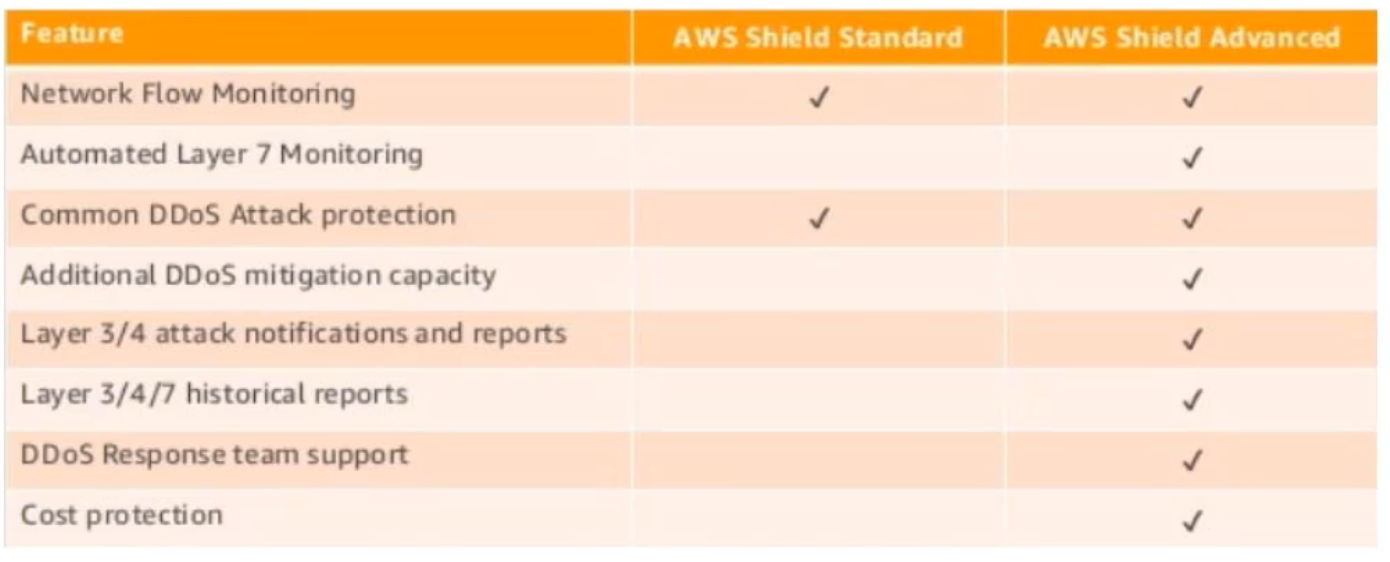 Feature AWS Shield Standard AWS Shield Advanced
Network Flow Monitoring ✓ ✓
Automated Layer 7 Monitoring ✓
Common DDoS Attack protection ✓ ✓
Additional DDoS mitigation capacity ✓
Layer 3/4 attack notifications and reports ✓
Layer 3/4/7 historical reports ✓
DDoS Response team support ✓
Cost protection ✓